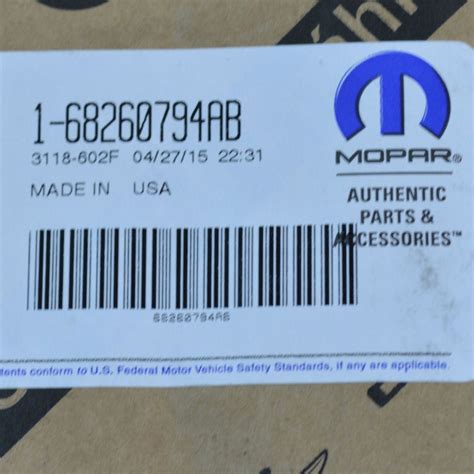 1-68260794AB
3118-602F 04/27/15 22:31
MADE IN USA
68260794AB
MOPAR®
AUTHENTIC
PARTS &
ACCESSORIES™
conform to U.S. Federal Motor Vehicle Safety Standards, if any are applicable.